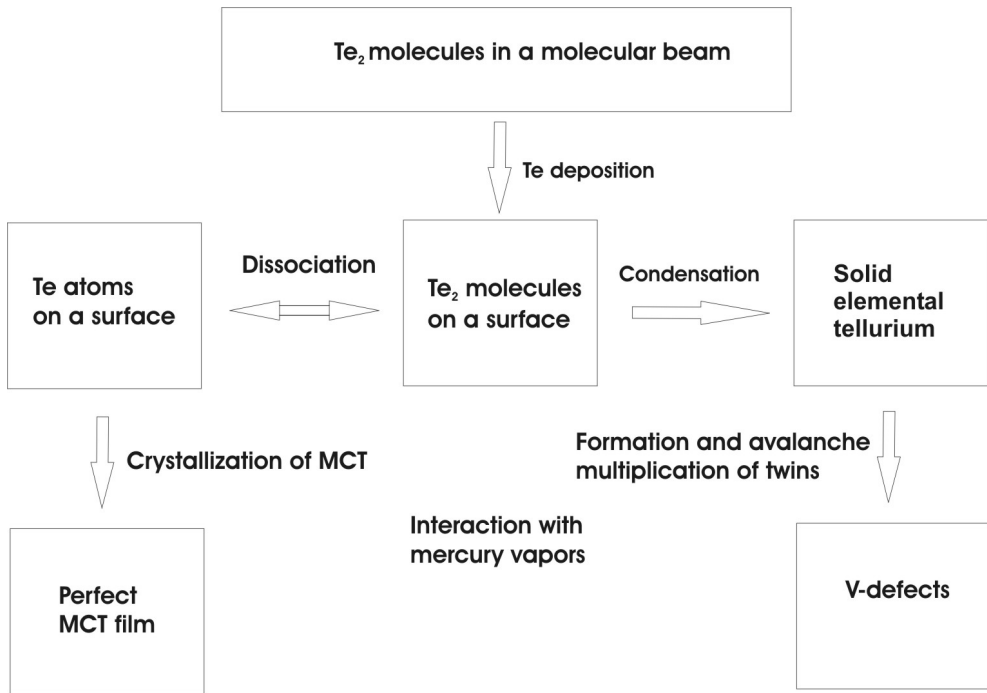 Te₂ molecules in a molecular beam
Te deposition
Te atoms
on a surface
Dissociation
Te₂ molecules
on a surface
Condensation
Solid
elemental
tellurium
Crystallization of MCT
Formation and avalanche
multiplication of twins
Interaction with
mercury vapors
Perfect
MCT film
V-defects